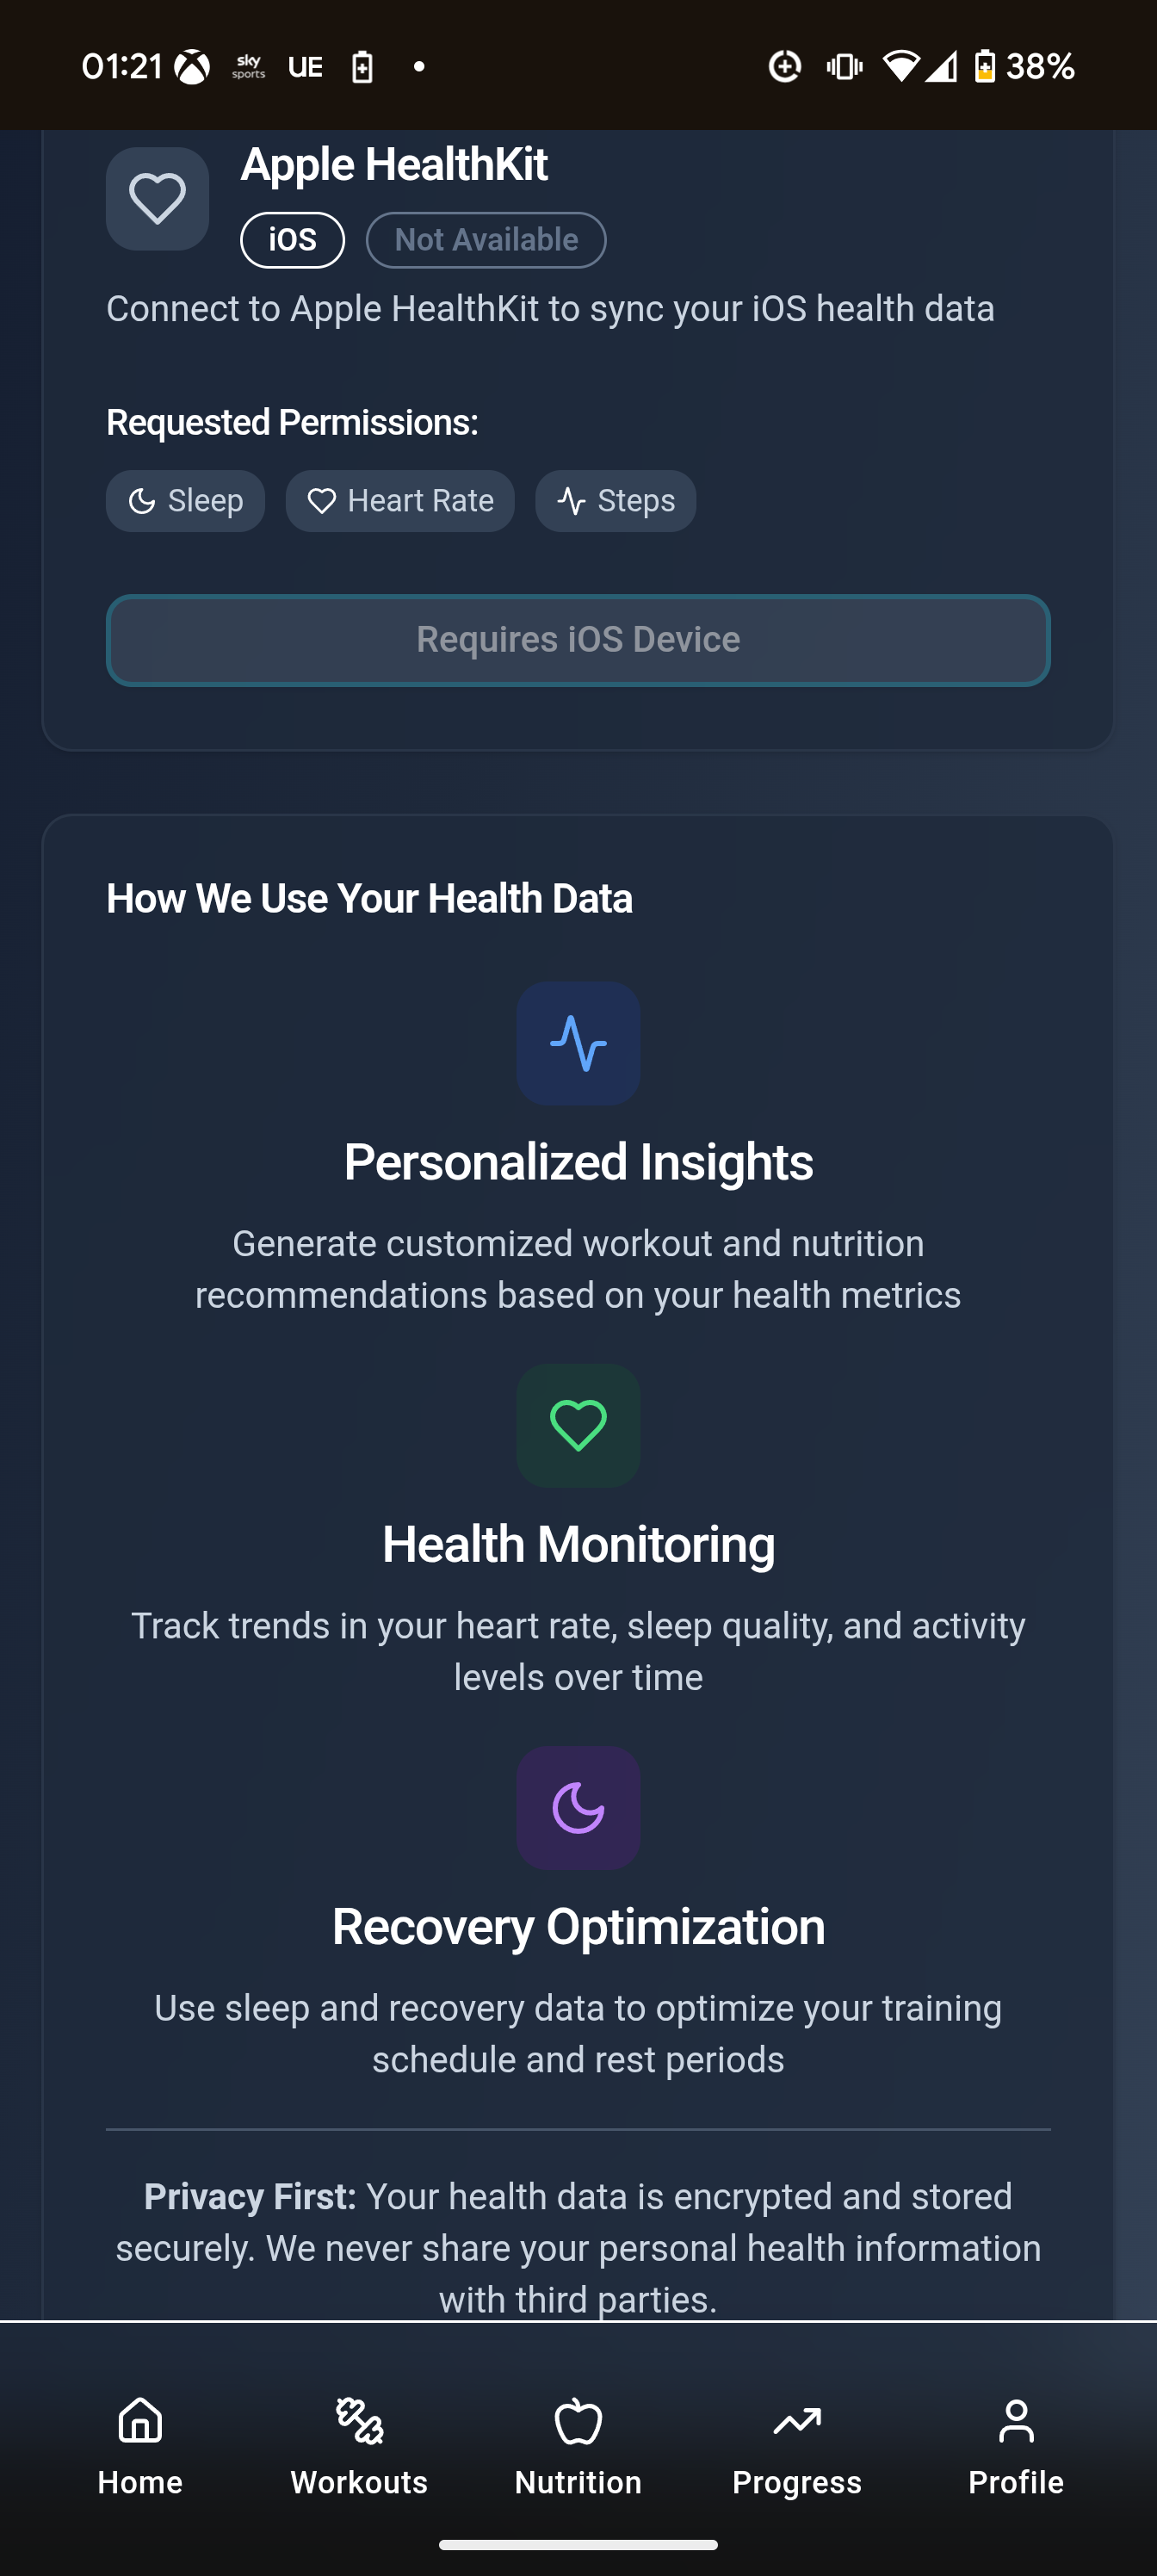 01:21 sky sports UE 38%
Apple HealthKit
iOS Not Available
Connect to Apple HealthKit to sync your iOS health data
Requested Permissions:
Sleep Heart Rate Steps
Requires iOS Device
How We Use Your Health Data
Personalized Insights
Generate customized workout and nutrition
recommendations based on your health metrics
Health Monitoring
Track trends in your heart rate, sleep quality, and activity
levels over time
Recovery Optimization
Use sleep and recovery data to optimize your training
schedule and rest periods
Privacy First: Your health data is encrypted and stored
securely. We never share your personal health information
with third parties.
Home Workouts Nutrition Progress Profile